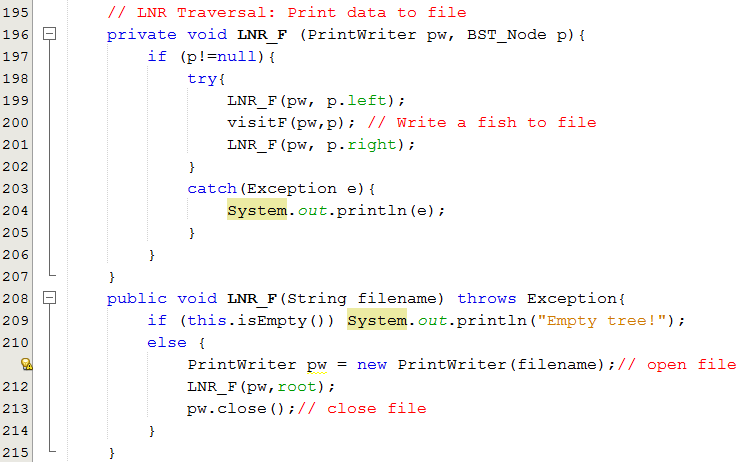 195 // LNR Traversal: Print data to file
196 private void LNR_F (PrintWriter pw, BST_Node p){
197 if (p!=null){
198 try{
199 LNR_F(pw, p.left);
200 visitF(pw,p); // Write a fish to file
201 LNR_F(pw, p.right);
202 }
203 catch(Exception e){
204 System.out.println(e);
205 }
206 }
207 }
208 public void LNR_F(String filename) throws Exception{
209 if (this.isEmpty()) System.out.println("Empty tree!");
210 else {
PrintWriter pw = new PrintWriter(filename);// open file
212 LNR_F(pw,root);
213 pw.close();// close file
214 }
215 }